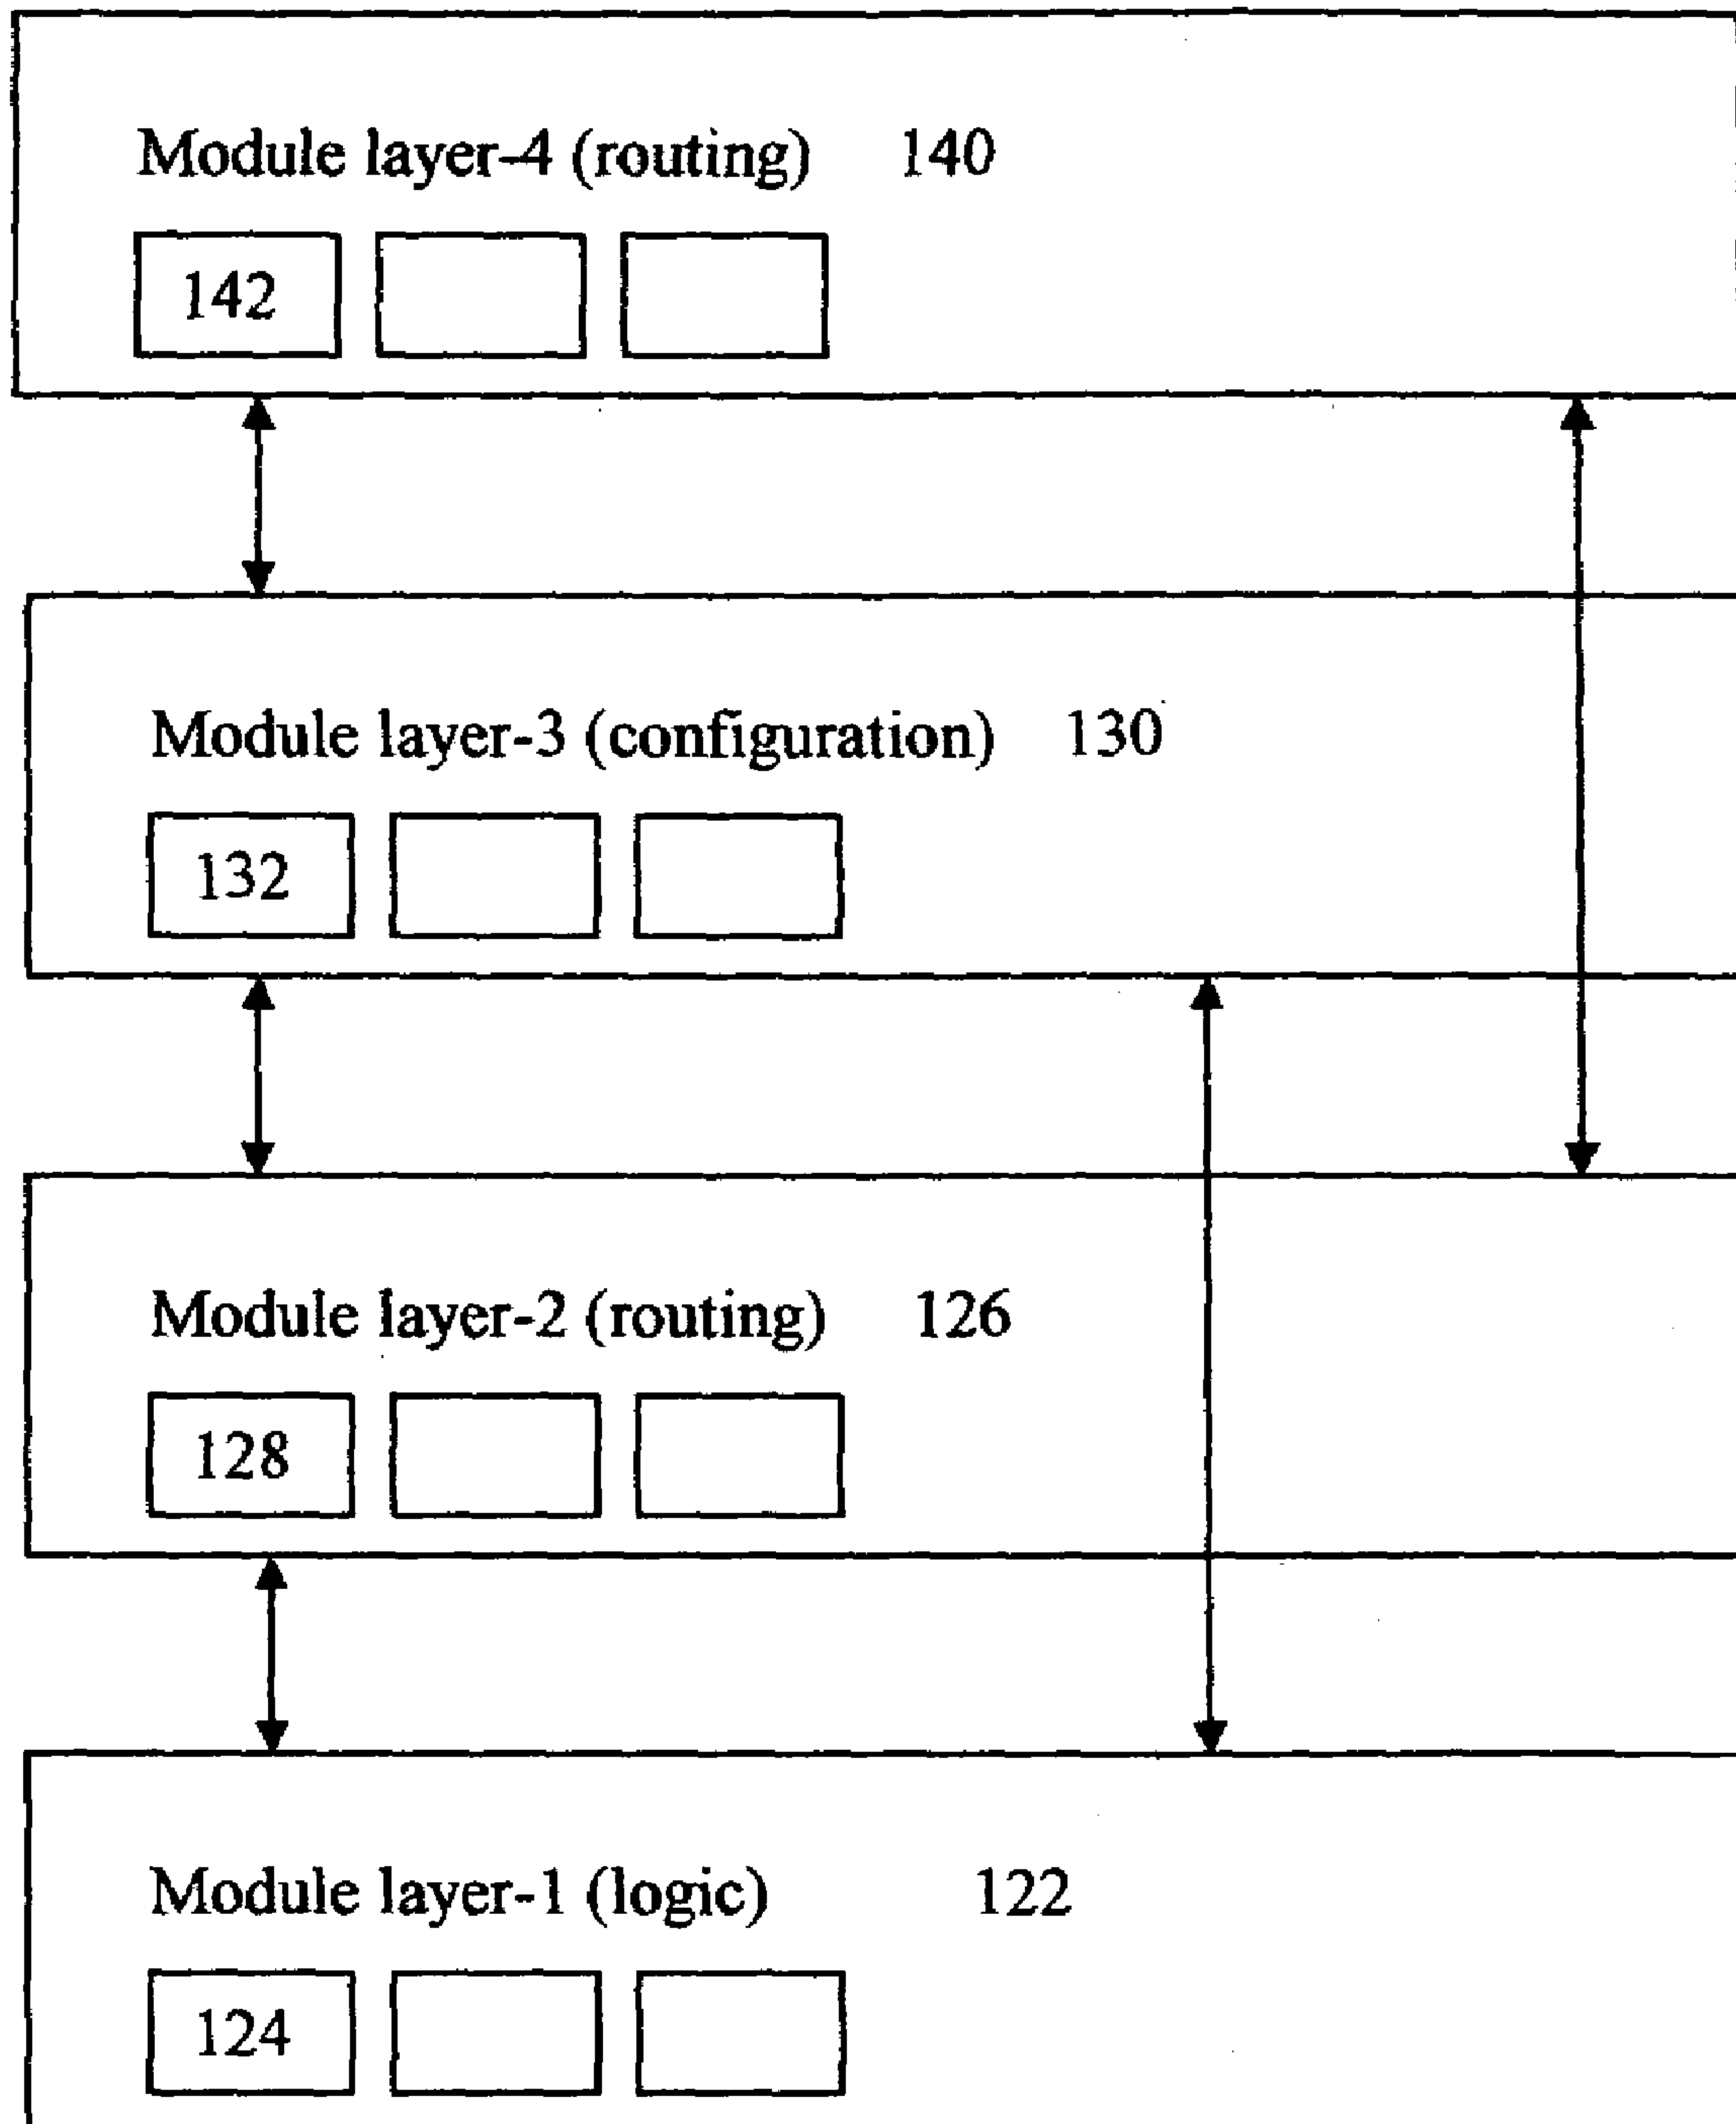 Module layer-4 (routing) 140
142
Module layer-3 (configuration) 130
132
Module layer-2 (routing) 126
128
Module layer-1 (logic) 122
124